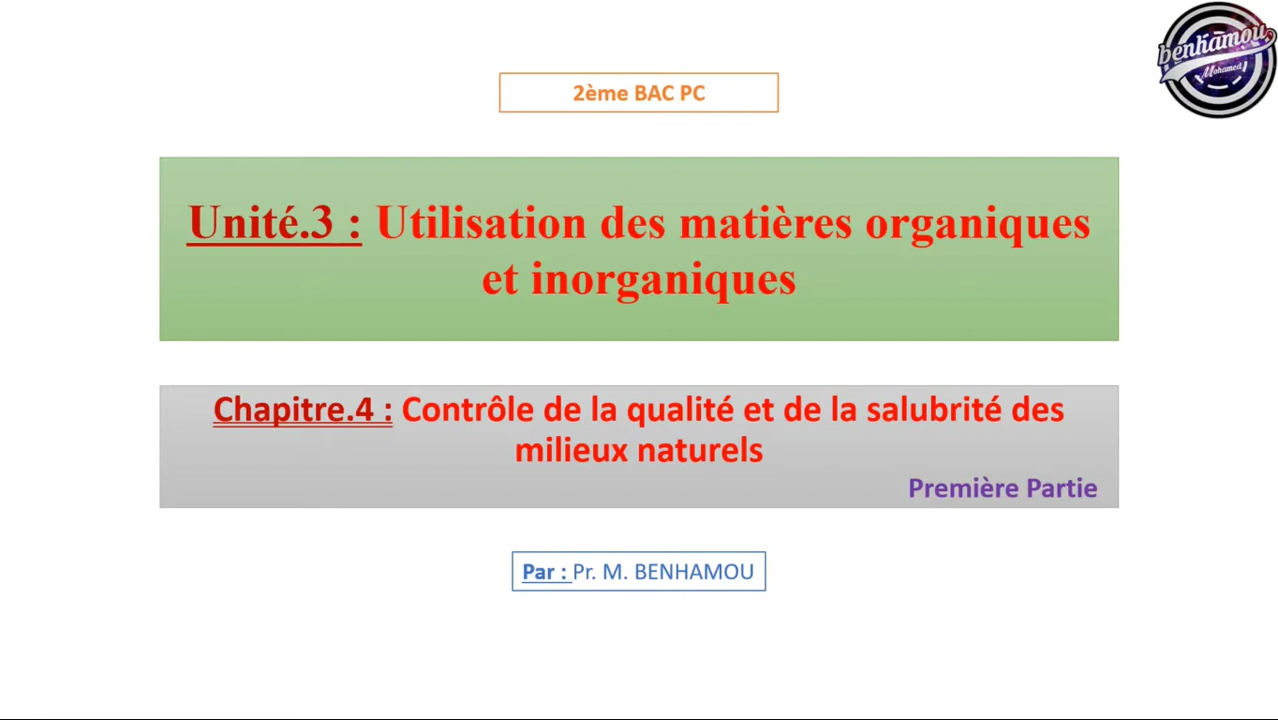 benhamou
Mohamed
2ème BAC PC
Unité.3 : Utilisation des matières organiques
et inorganiques
Chapitre.4 : Contrôle de la qualité et de la salubrité des
milieux naturels
Première Partie
Par : Pr. M. BENHAMOU